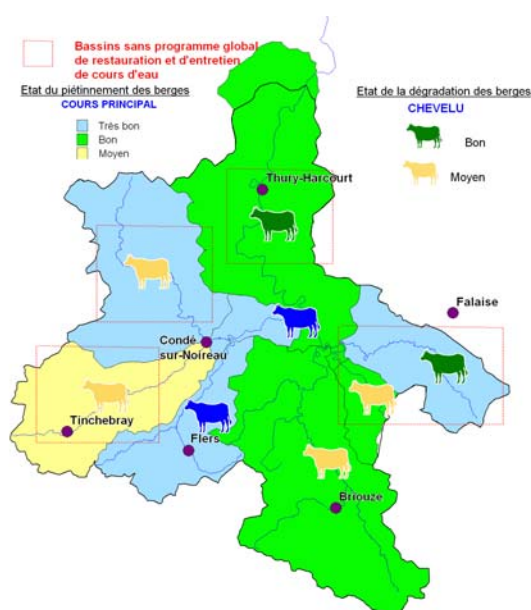 Bassins sans programme global
de restauration et d'entretien
de cours d'eau
Etat du piétinnement des berges
COURS PRINCIPAL
Très bon
Bon
Moyen
Etat de la dégradation des berges
CHEVELU
Bon
Moyen
Thury-Harcourt
Falaise
Condé
sur-Noireau
Tinchebray
Flers
Briouze